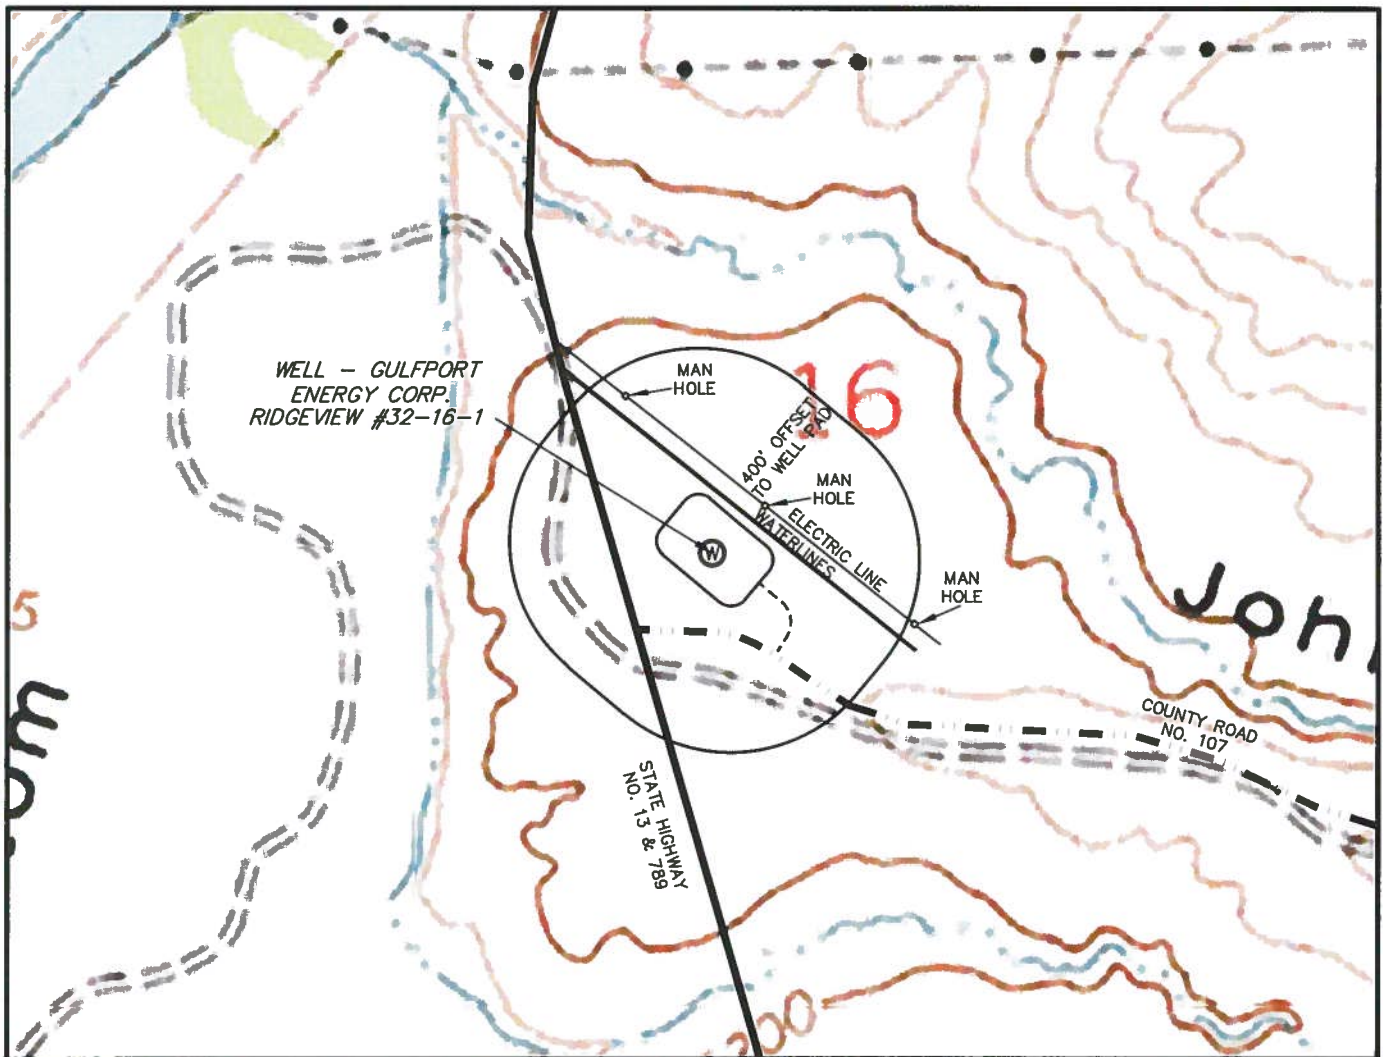 WELL - GULFPORT
ENERGY CORP.
RIDGEVIEW #32-16-1
MAN
HOLE
16
400' OFFSET
TO WELL PAD
MAN
HOLE
ELECTRIC LINE
WATERLINES
W
MAN
HOLE
5
John
om
COUNTY ROAD
NO. 107
STATE HIGHWAY
NO. 13 & 789